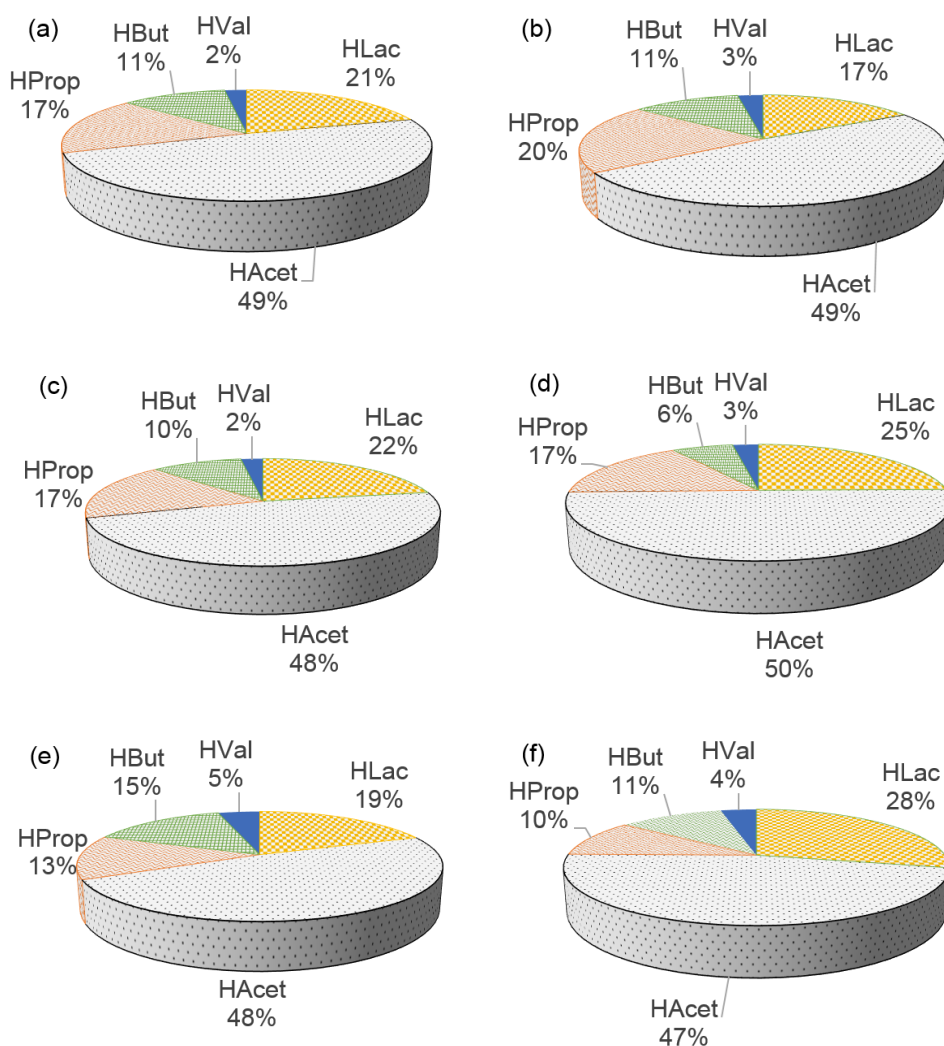 (a)
HBut
11%
HVal
2%
HLac
21%
HProp
17%
HAcet
49%
(b)
HBut
11%
HVal
3%
HLac
17%
HProp
20%
HAcet
49%
(c)
HBut
10%
HVal
2%
HLac
22%
HProp
17%
HAcet
48%
(d)
HBut
6%
HVal
3%
HLac
25%
HProp
17%
HAcet
50%
(e)
HBut
15%
HVal
5%
HLac
19%
HProp
13%
HAcet
48%
(f)
HBut
11%
HVal
4%
HLac
28%
HProp
10%
HAcet
47%